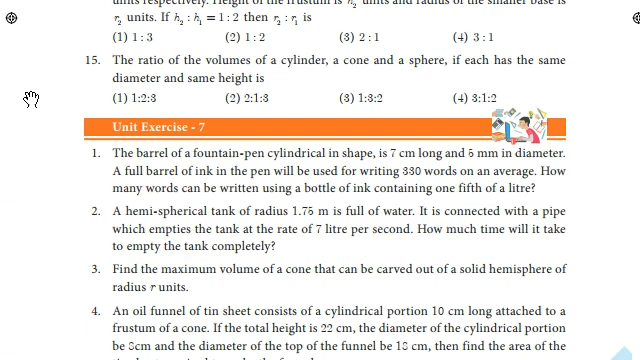 units respectively. Height of the frustum is h₂ units and radius of the smaller base is
r₂ units. If h₂ : h₁ = 1 : 2 then r₂ : r₁ is
(1) 1 : 3 (2) 1 : 2 (3) 2 : 1 (4) 3 : 1
15. The ratio of the volumes of a cylinder, a cone and a sphere, if each has the same
diameter and same height is
(1) 1:2:3 (2) 2:1:3 (3) 1:3:2 (4) 3:1:2
Unit Exercise - 7
1. The barrel of a fountain-pen cylindrical in shape, is 7 cm long and 5 mm in diameter.
A full barrel of ink in the pen will be used for writing 330 words on an average. How
many words can be written using a bottle of ink containing one fifth of a litre?
2. A hemi-spherical tank of radius 1.75 m is full of water. It is connected with a pipe
which empties the tank at the rate of 7 litre per second. How much time will it take
to empty the tank completely?
3. Find the maximum volume of a cone that can be carved out of a solid hemisphere of
radius r units.
4. An oil funnel of tin sheet consists of a cylindrical portion 10 cm long attached to a
frustum of a cone. If the total height is 22 cm, the diameter of the cylindrical portion
be 8cm and the diameter of the top of the funnel be 18 cm, then find the area of the